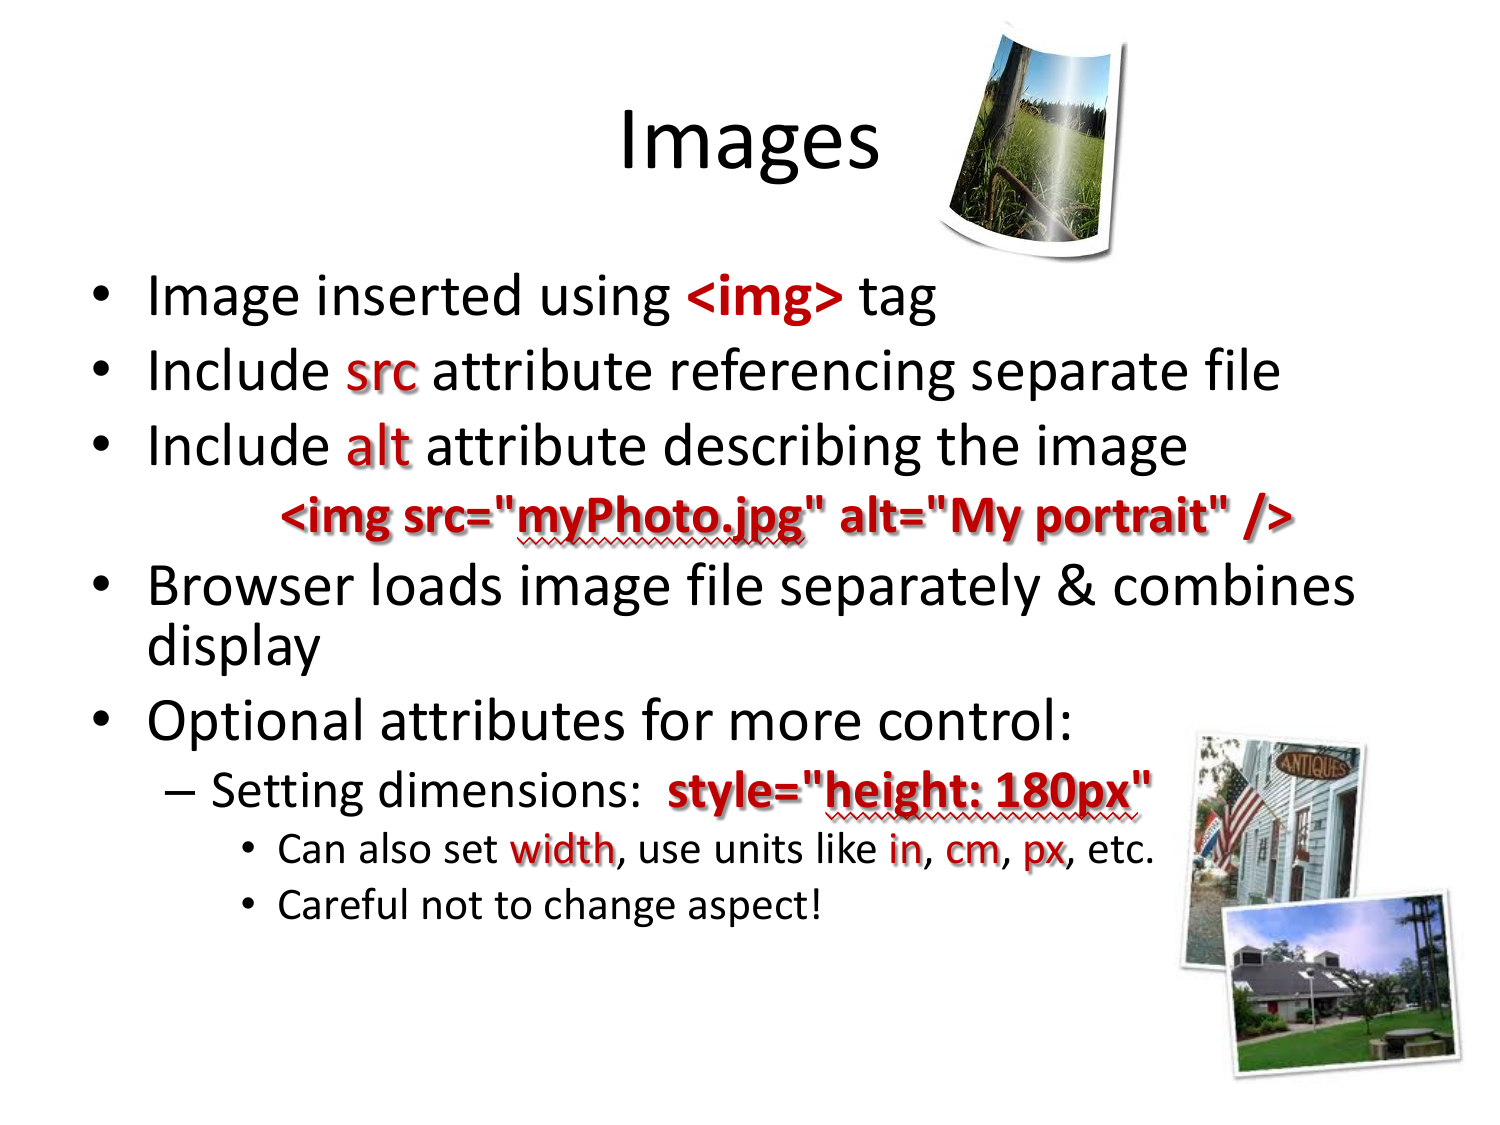 Images
• Image inserted using <img> tag
• Include src attribute referencing separate file
• Include alt attribute describing the image
<img src="myPhoto.jpg" alt="My portrait" />
• Browser loads image file separately & combines
display
• Optional attributes for more control:
– Setting dimensions: style="height: 180px"
• Can also set width, use units like in, cm, px, etc.
• Careful not to change aspect!
ANTIQUES